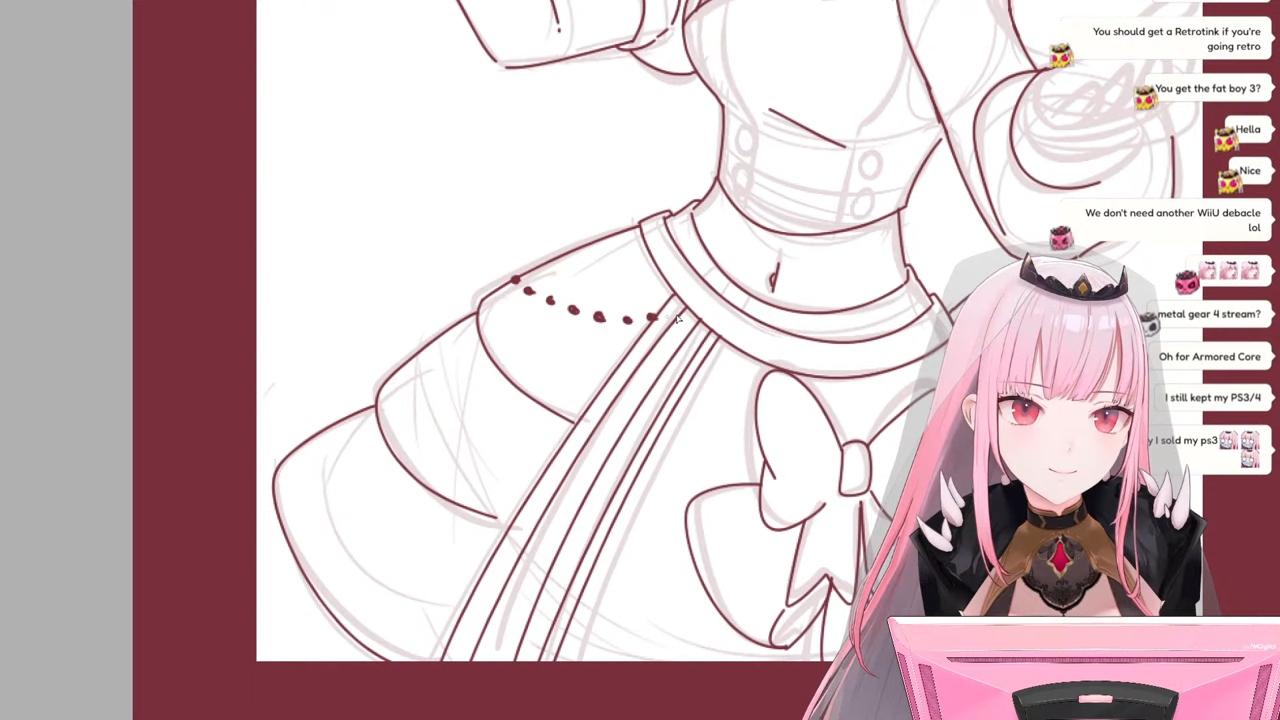 You should get a Retrotink if you're
going retro
You get the fat boy 3?
Hella
Nice
We don't need another WiiU debacle
lol
metal gear 4 stream?
Oh for Armored Core
I still kept my PS3/4
y I sold my ps3